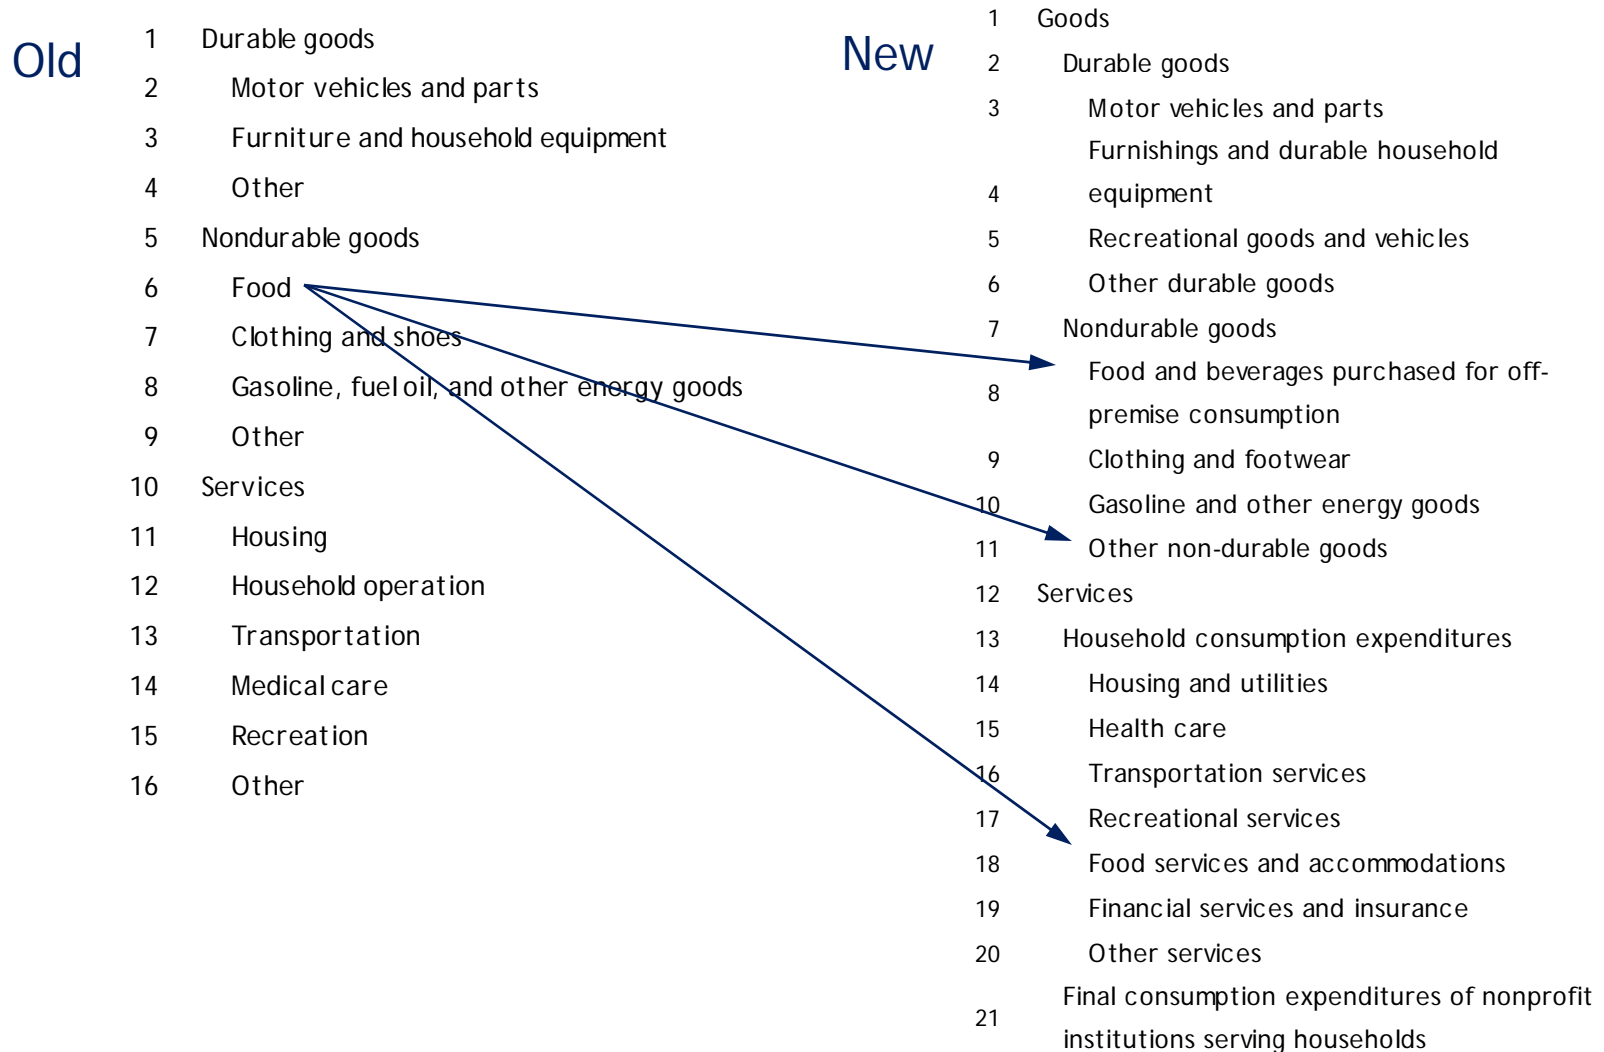 Old
1 Durable goods
2 Motor vehicles and parts
3 Furniture and household equipment
4 Other
5 Nondurable goods
6 Food
7 Clothing and shoes
8 Gasoline, fuel oil, and other energy goods
9 Other
10 Services
11 Housing
12 Household operation
13 Transportation
14 Medical care
15 Recreation
16 Other
New
1 Goods
2 Durable goods
3 Motor vehicles and parts
Furnishings and durable household
4 equipment
5 Recreational goods and vehicles
6 Other durable goods
7 Nondurable goods
8 Food and beverages purchased for off-
premise consumption
9 Clothing and footwear
10 Gasoline and other energy goods
11 Other non-durable goods
12 Services
13 Household consumption expenditures
14 Housing and utilities
15 Health care
16 Transportation services
17 Recreational services
18 Food services and accommodations
19 Financial services and insurance
20 Other services
21 Final consumption expenditures of nonprofit
institutions serving households